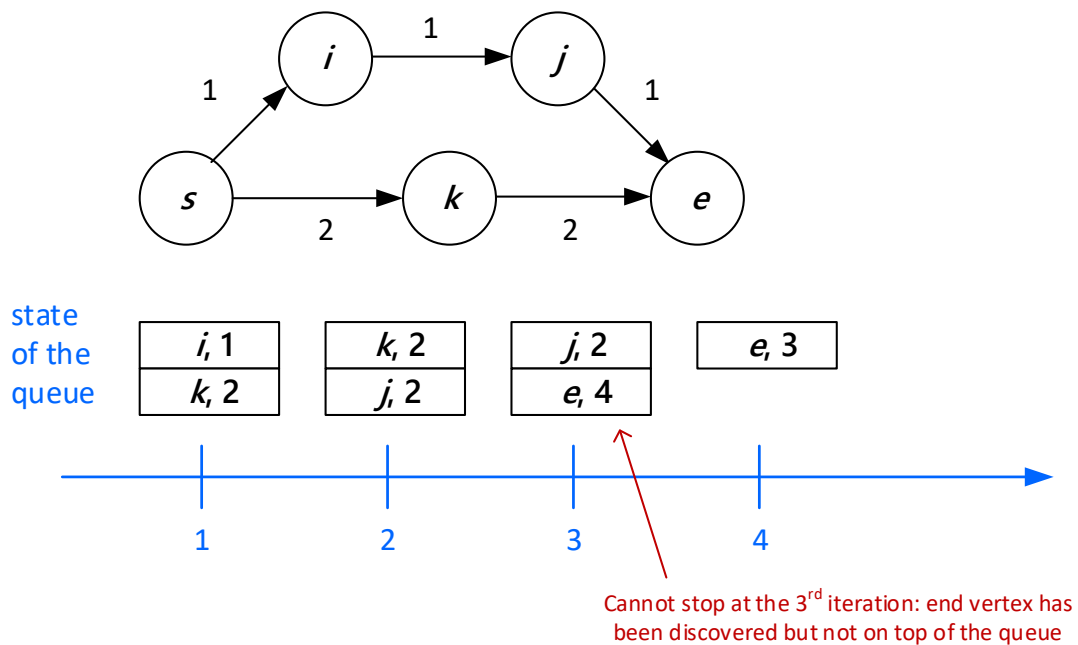 1
i
j
1
1
s
k
e
2
2
state
of the
queue
i, 1
k, 2
k, 2
j, 2
j, 2
e, 4
e, 3
1
2
3
4
Cannot stop at the 3rd iteration: end vertex has
been discovered but not on top of the queue